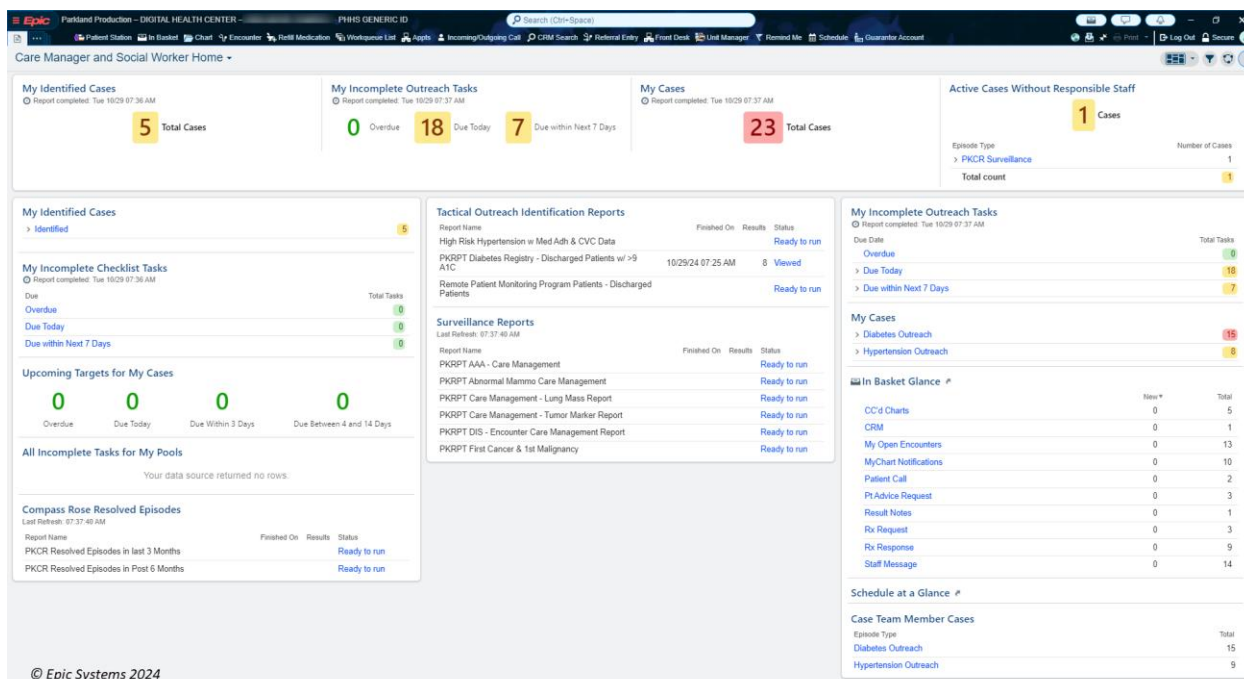 Epic Parkland Production – DIGITAL HEALTH CENTER – PHHS GENERIC ID Search (Ctrl+Space)
Patient Station In Basket Chart Encounter Refill Medication Workqueue List Appts Incoming/Outgoing Call CRM Search Referral Entry Front Desk Unit Manager Remind Me Schedule Guarantor Account Print Log Out Secure
Care Manager and Social Worker Home
My Identified Cases
Report completed: Tue 10/29 07:36 AM
5 Total Cases
My Incomplete Outreach Tasks
Report completed: Tue 10/29 07:37 AM
0 Overdue 18 Due Today 7 Due within Next 7 Days
My Cases
Report completed: Tue 10/29 07:37 AM
23 Total Cases
Active Cases Without Responsible Staff
1 Cases
Episode Type Number of Cases
> PKCR Surveillance 1
Total count 1
My Identified Cases
> Identified 5
My Incomplete Checklist Tasks
Report completed: Tue 10/29 07:36 AM
Due Total Tasks
Overdue 0
Due Today 0
Due within Next 7 Days 0
Upcoming Targets for My Cases
0 0 0 0
Overdue Due Today Due Within 3 Days Due Between 4 and 14 Days
All Incomplete Tasks for My Pools
Your data source returned no rows.
Compass Rose Resolved Episodes
Last Refresh: 07:37:40 AM
Report Name Finished On Results Status
PKCR Resolved Episodes in last 3 Months Ready to run
PKCR Resolved Episodes in Post 6 Months Ready to run
Tactical Outreach Identification Reports
Report Name Finished On Results Status
High Risk Hypertension w Med Adh & CVC Data Ready to run
PKRPT Diabetes Registry - Discharged Patients w/ >9 10/29/24 07:25 AM 8 Viewed
A1C
Remote Patient Monitoring Program Patients - Discharged Ready to run
Patients
Surveillance Reports
Last Refresh: 07:37:40 AM
Report Name Finished On Results Status
PKRPT AAA - Care Management Ready to run
PKRPT Abnormal Mammo Care Management Ready to run
PKRPT Care Management - Lung Mass Report Ready to run
PKRPT Care Management - Tumor Marker Report Ready to run
PKRPT DIS - Encounter Care Management Report Ready to run
PKRPT First Cancer & 1st Malignancy Ready to run
My Incomplete Outreach Tasks
Report completed: Tue 10/29 07:37 AM
Due Date Total Tasks
Overdue 0
> Due Today 18
> Due within Next 7 Days 7
My Cases
> Diabetes Outreach 15
> Hypertension Outreach 8
In Basket Glance
New Total
CC'd Charts 0 5
CRM 0 1
My Open Encounters 0 13
MyChart Notifications 0 10
Patient Call 0 2
Pt Advice Request 0 3
Result Notes 0 1
Rx Request 0 3
Rx Response 0 9
Staff Message 0 14
Schedule at a Glance
Case Team Member Cases
Episode Type Total
Diabetes Outreach 15
Hypertension Outreach 9
© Epic Systems 2024